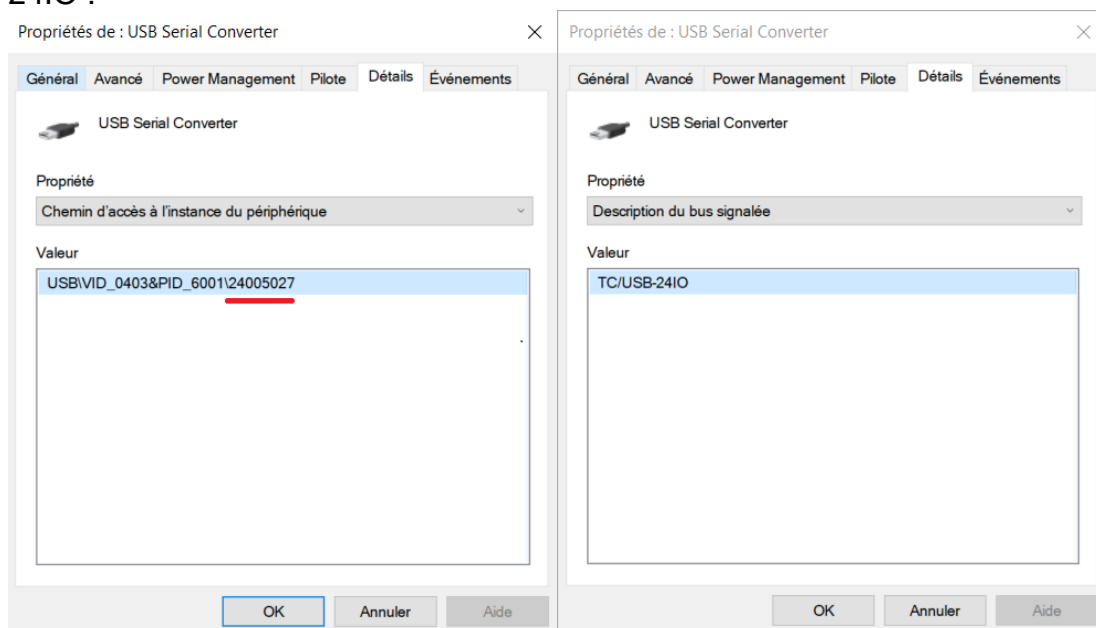 24IO :
Propriétés de : USB Serial Converter
Général Avancé Power Management Pilote Détails Événements
USB Serial Converter
Propriété
Chemin d'accès à l'instance du périphérique
Valeur
USB\VID_0403&PID_6001\24005027
OK Annuler Aide
Propriétés de : USB Serial Converter
Général Avancé Power Management Pilote Détails Événements
USB Serial Converter
Propriété
Description du bus signalée
Valeur
TC/USB-24IO
OK Annuler Aide